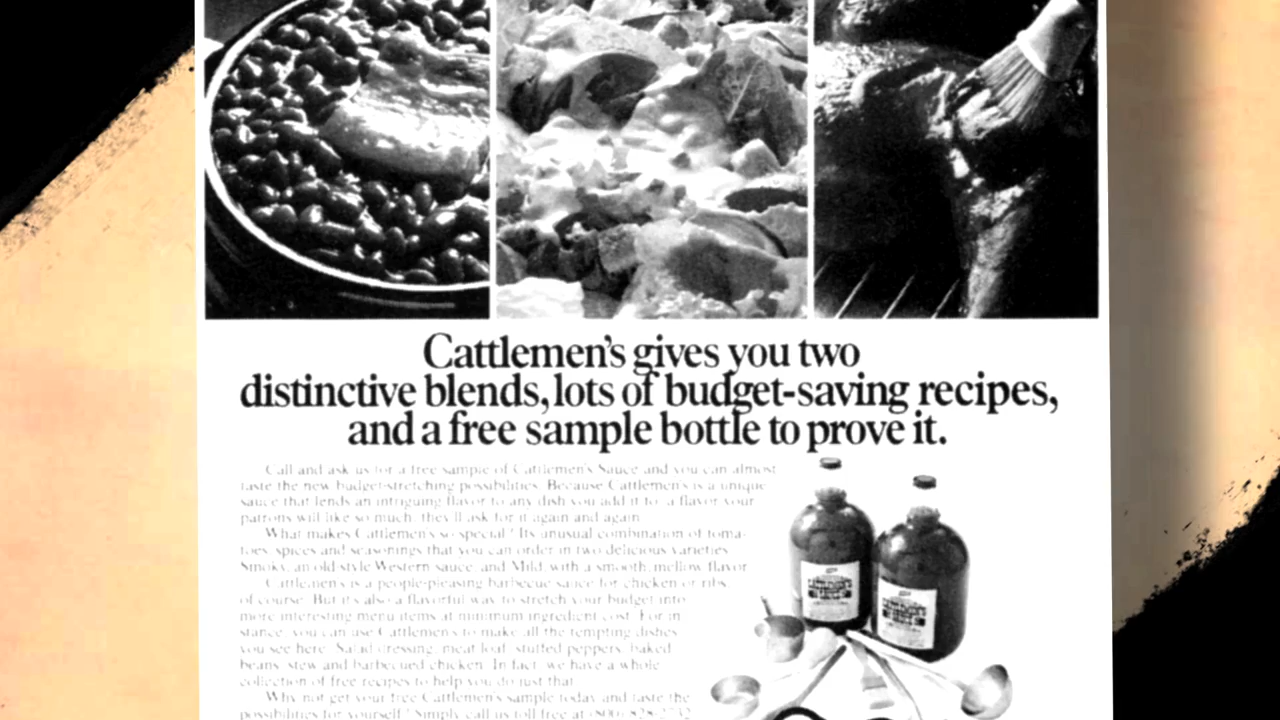 Cattlemen's gives you two
distinctive blends, lots of budget-saving recipes,
and a free sample bottle to prove it.
Call and ask us for a free sample of Cattlemen's Sauce and you can almost
taste the new budget-stretching possibilities. Because Cattlemen's is a unique
sauce that lends an intriguing flavor to any dish you add it to, a flavor your
patrons will like so much, they'll ask for it again and again.
What makes Cattlemen's so special? Its unusual combination of toma-
toes, spices and seasonings that you can order in two delicious varieties
Smoky, an old style Western sauce, and Mild, with a smooth, mellow flavor.
Cattlemen's is a people-pleasing barbecue sauce for chicken or ribs,
of course. But it's also a flavorful way to stretch your budget into
more interesting menu items at minimum ingredient cost. For in-
stance, you can use Cattlemen's to make all the tempting dishes
you see here. Salad dressing, meat loaf, stuffed peppers, baked
beans, stew and barbecued chicken. In fact, we have a whole
collection of free recipes to help you do just that.
Why not get your free Cattlemen's sample today and taste the
possibilities for yourself? Simply call us toll free at (800) 828-2732
CATTLEMEN'S
CATTLEMEN'S